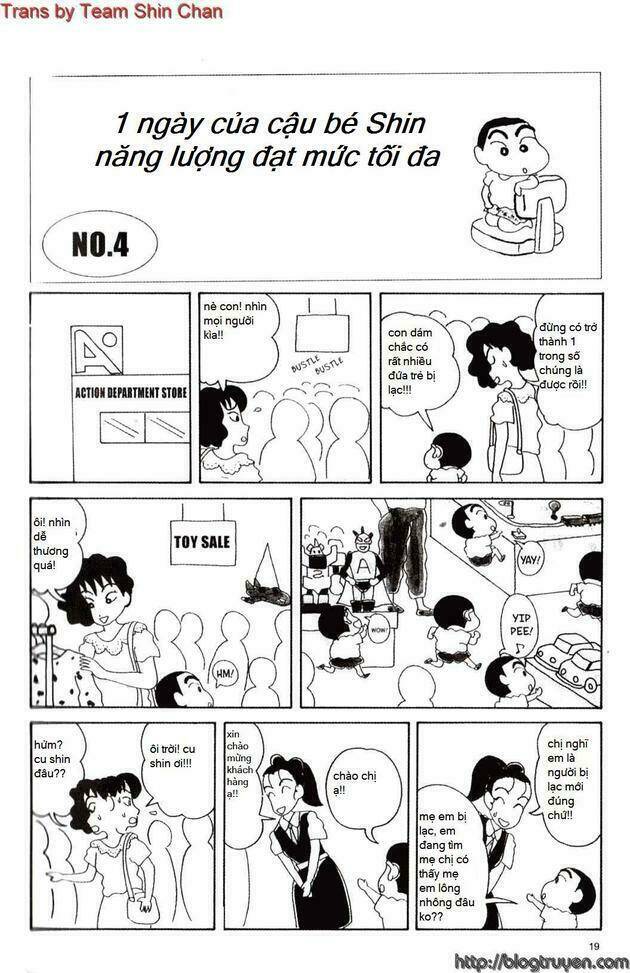 Trans by Team Shin Chan
1 ngày của cậu bé Shin
năng lượng đạt mức tối đa
NO.4
A
ACTION DEPARTMENT STORE
nè con! nhìn
mọi người
kìa!!
BUSTLE
BUSTLE
đừng có trở
thành 1
trong số
chúng là
được rồi!!
con dám
chắc có
rất nhiều
đứa trẻ bị
lạc!!!
ôi! nhìn
dễ
thương
quá!
TOY SALE
HM!
A
WOW!
YAY!
YIP
PEE!
hửm?
cu shin
đâu??
ôi trời! cu
shin ơi!!!
xin
chào
mừng
khách
hàng
ạ!!
chào chị
ạ!!
chị nghĩ
em là
người bị
lạc mới
đúng
chứ!!
mẹ em bị
lạc, em
đang tìm
mẹ chị có
thấy mẹ
em lông
nhông đâu
ko??
19
http://blogtruyen.com